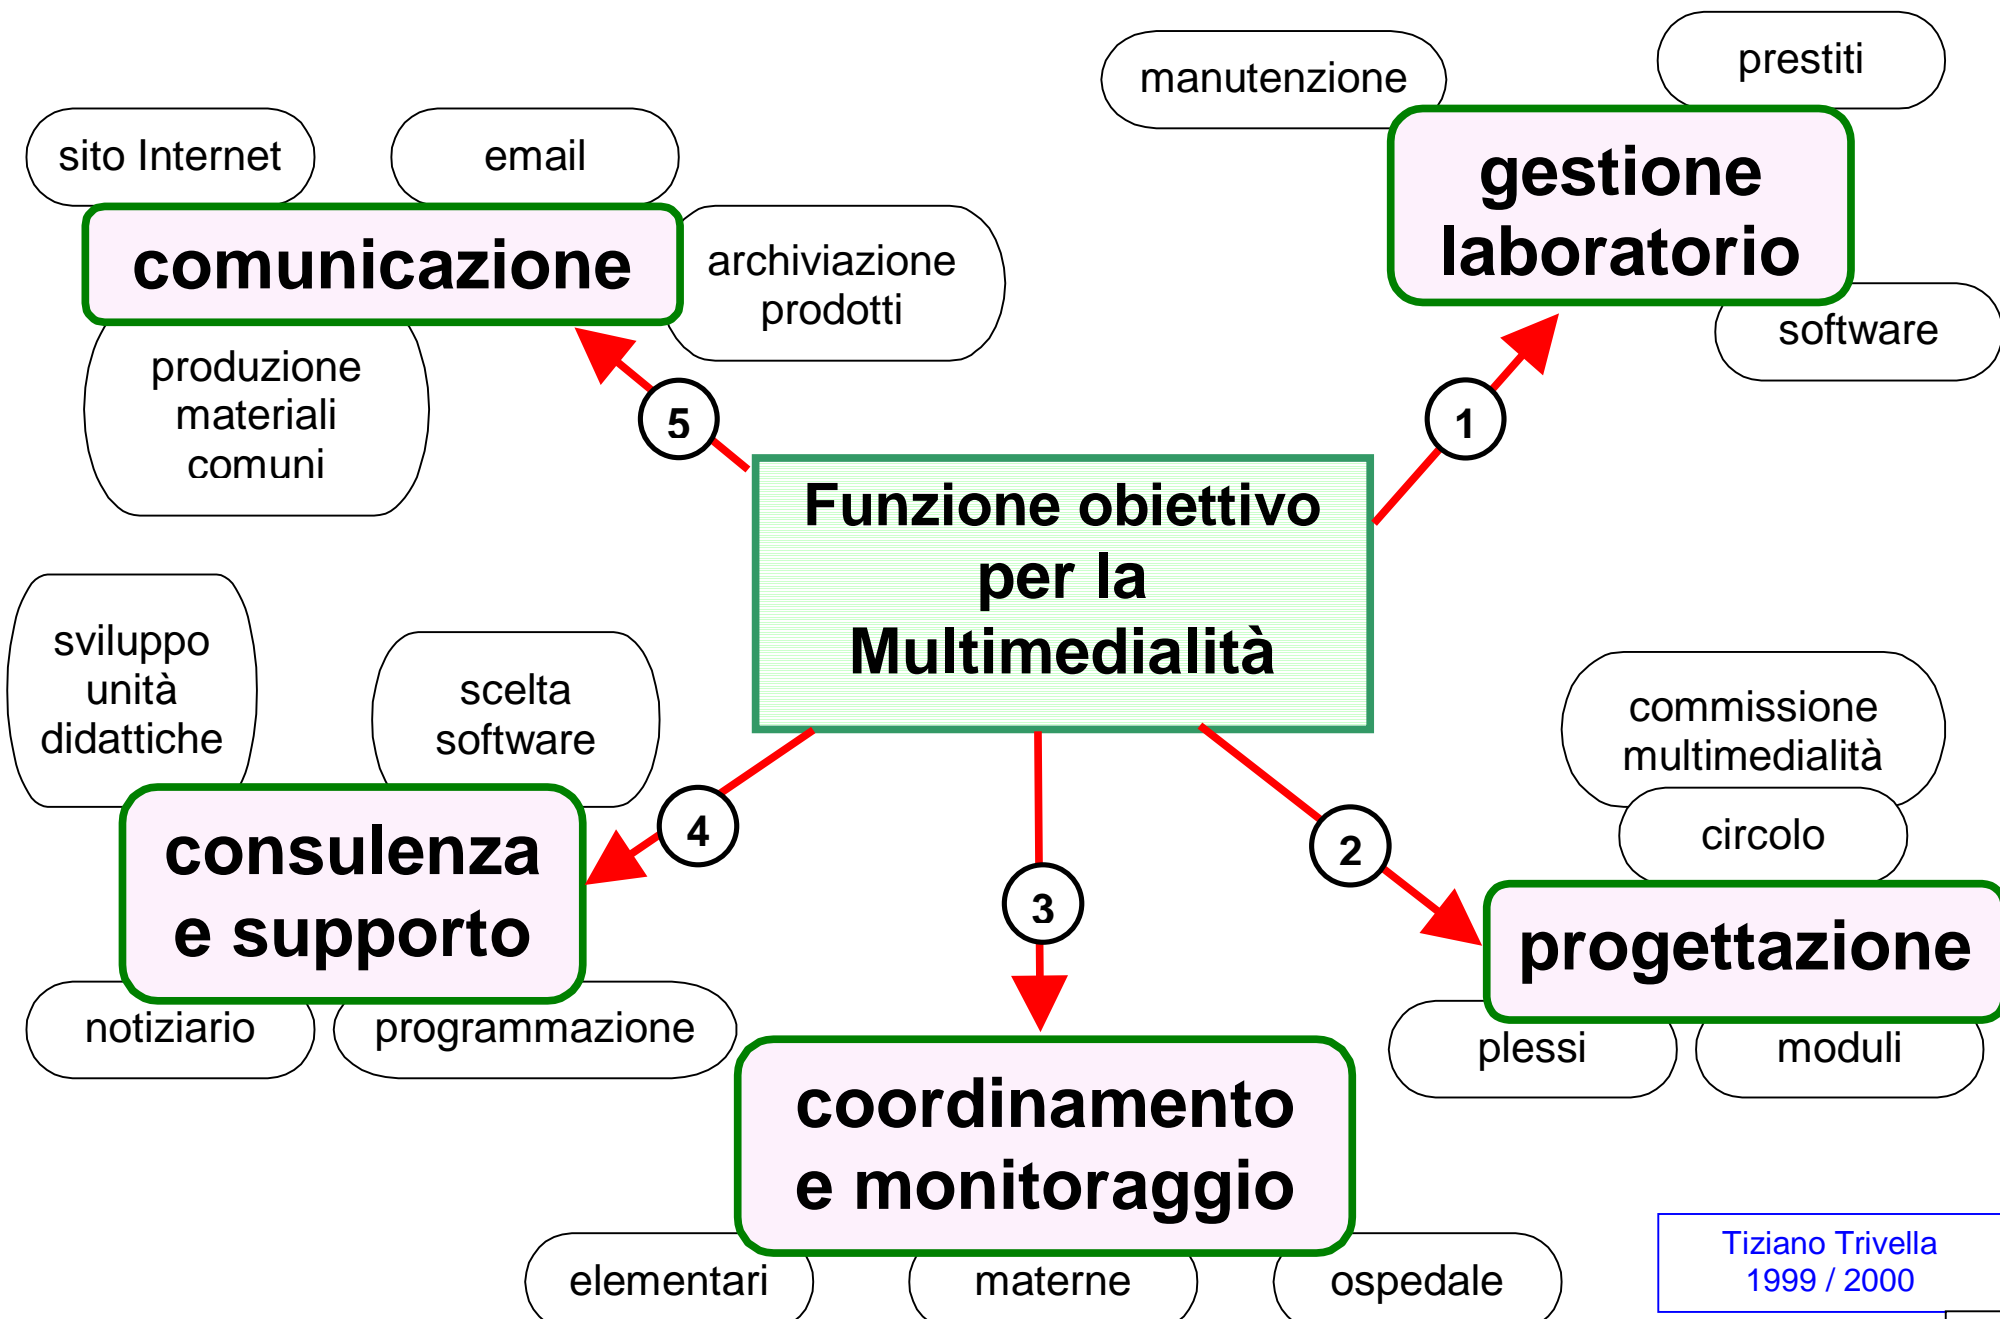 manutenzione
prestiti
gestione
laboratorio
software
sito Internet
email
comunicazione
archiviazione
prodotti
produzione
materiali
comuni
5
1
Funzione obiettivo
per la
Multimedialità
sviluppo
unità
didattiche
scelta
software
consulenza
e supporto
notiziario
programmazione
4
3
2
commissione
multimedialità
circolo
progettazione
plessi
moduli
coordinamento
e monitoraggio
elementari
materne
ospedale
Tiziano Trivella
1999 / 2000